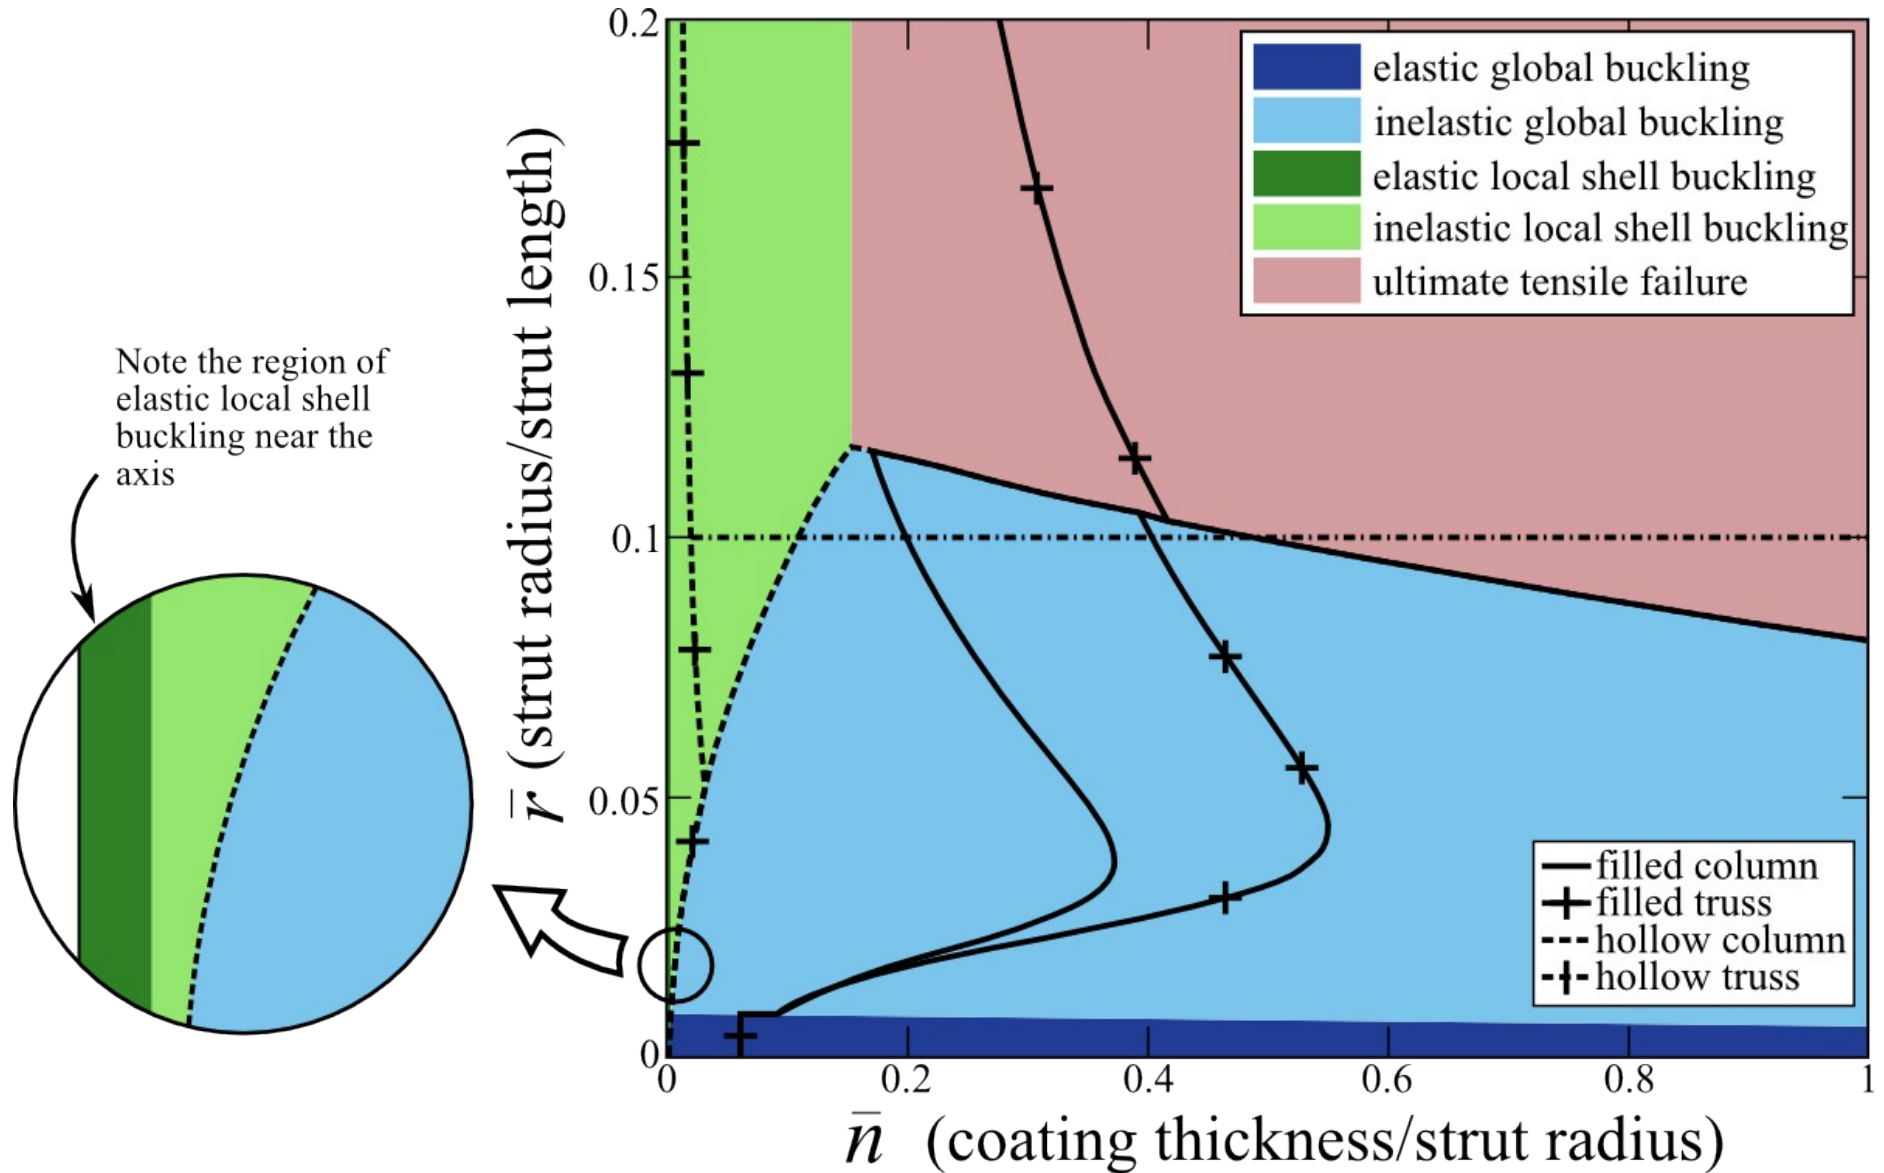 0.2
0.15
0.1
0.05
0
0
0.2
0.4
0.6
0.8
1
r̅ (strut radius/strut length)
n̅ (coating thickness/strut radius)
elastic global buckling
inelastic global buckling
elastic local shell buckling
inelastic local shell buckling
ultimate tensile failure
Note the region of
elastic local shell
buckling near the
axis
filled column
filled truss
hollow column
hollow truss